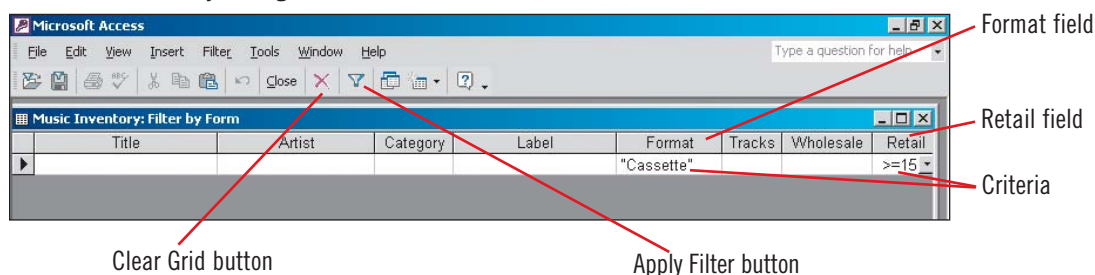 Microsoft Access
Format field
File Edit View Insert Filter Tools Window Help
Type a question for help
Close
Music Inventory: Filter by Form
Retail field
Title Artist Category Label Format Tracks Wholesale Retail
"Cassette" >=15
Criteria
Clear Grid button
Apply Filter button